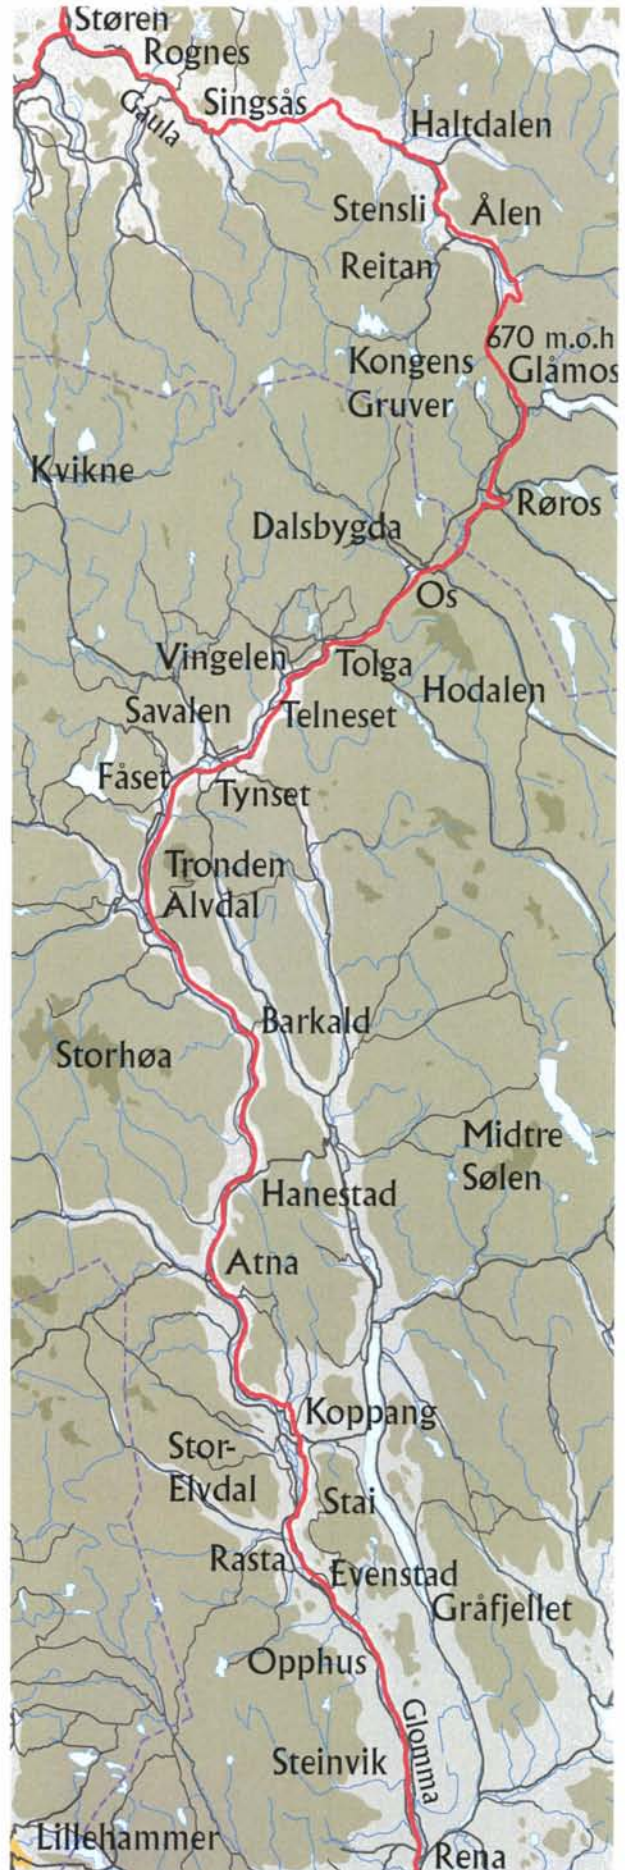 Støren
Rognes
Gaula
Singsås
Haltdalen
Stensli
Ålen
Reitan
670 m.o.h
Kongens
Gruver
Glåmos
Kvikne
Røros
Dalsbygda
Os
Vingelen
Tolga
Hodalen
Savalen
Telneset
Fåset
Tynset
Tronden
Alvdal
Barkald
Storhøa
Midtre
Sølen
Hanestad
Atna
Koppang
Stor-
Elvdal
Stai
Rasta
Evenstad
Gråfjellet
Opphus
Glomma
Steinvik
Lillehammer
Rena